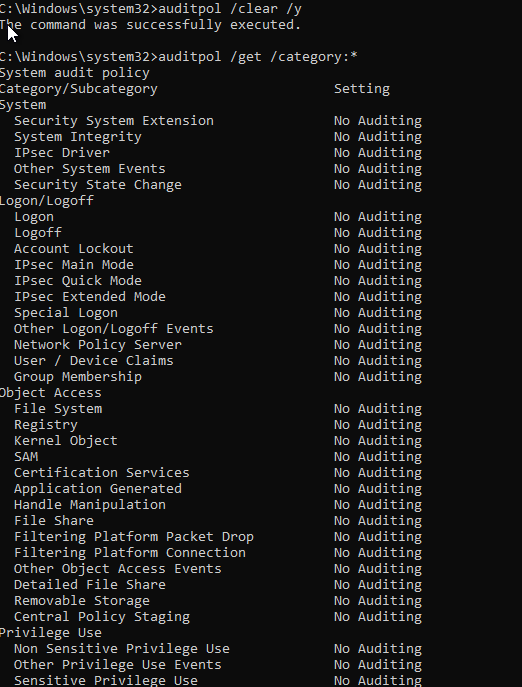 C:\Windows\system32>auditpol /clear /y
The command was successfully executed.
C:\Windows\system32>auditpol /get /category:*
System audit policy
Category/Subcategory Setting
System
Security System Extension No Auditing
System Integrity No Auditing
IPsec Driver No Auditing
Other System Events No Auditing
Security State Change No Auditing
Logon/Logoff
Logon No Auditing
Logoff No Auditing
Account Lockout No Auditing
IPsec Main Mode No Auditing
IPsec Quick Mode No Auditing
IPsec Extended Mode No Auditing
Special Logon No Auditing
Other Logon/Logoff Events No Auditing
Network Policy Server No Auditing
User / Device Claims No Auditing
Group Membership No Auditing
Object Access
File System No Auditing
Registry No Auditing
Kernel Object No Auditing
SAM No Auditing
Certification Services No Auditing
Application Generated No Auditing
Handle Manipulation No Auditing
File Share No Auditing
Filtering Platform Packet Drop No Auditing
Filtering Platform Connection No Auditing
Other Object Access Events No Auditing
Detailed File Share No Auditing
Removable Storage No Auditing
Central Policy Staging No Auditing
Privilege Use
Non Sensitive Privilege Use No Auditing
Other Privilege Use Events No Auditing
Sensitive Privilege Use No Auditing